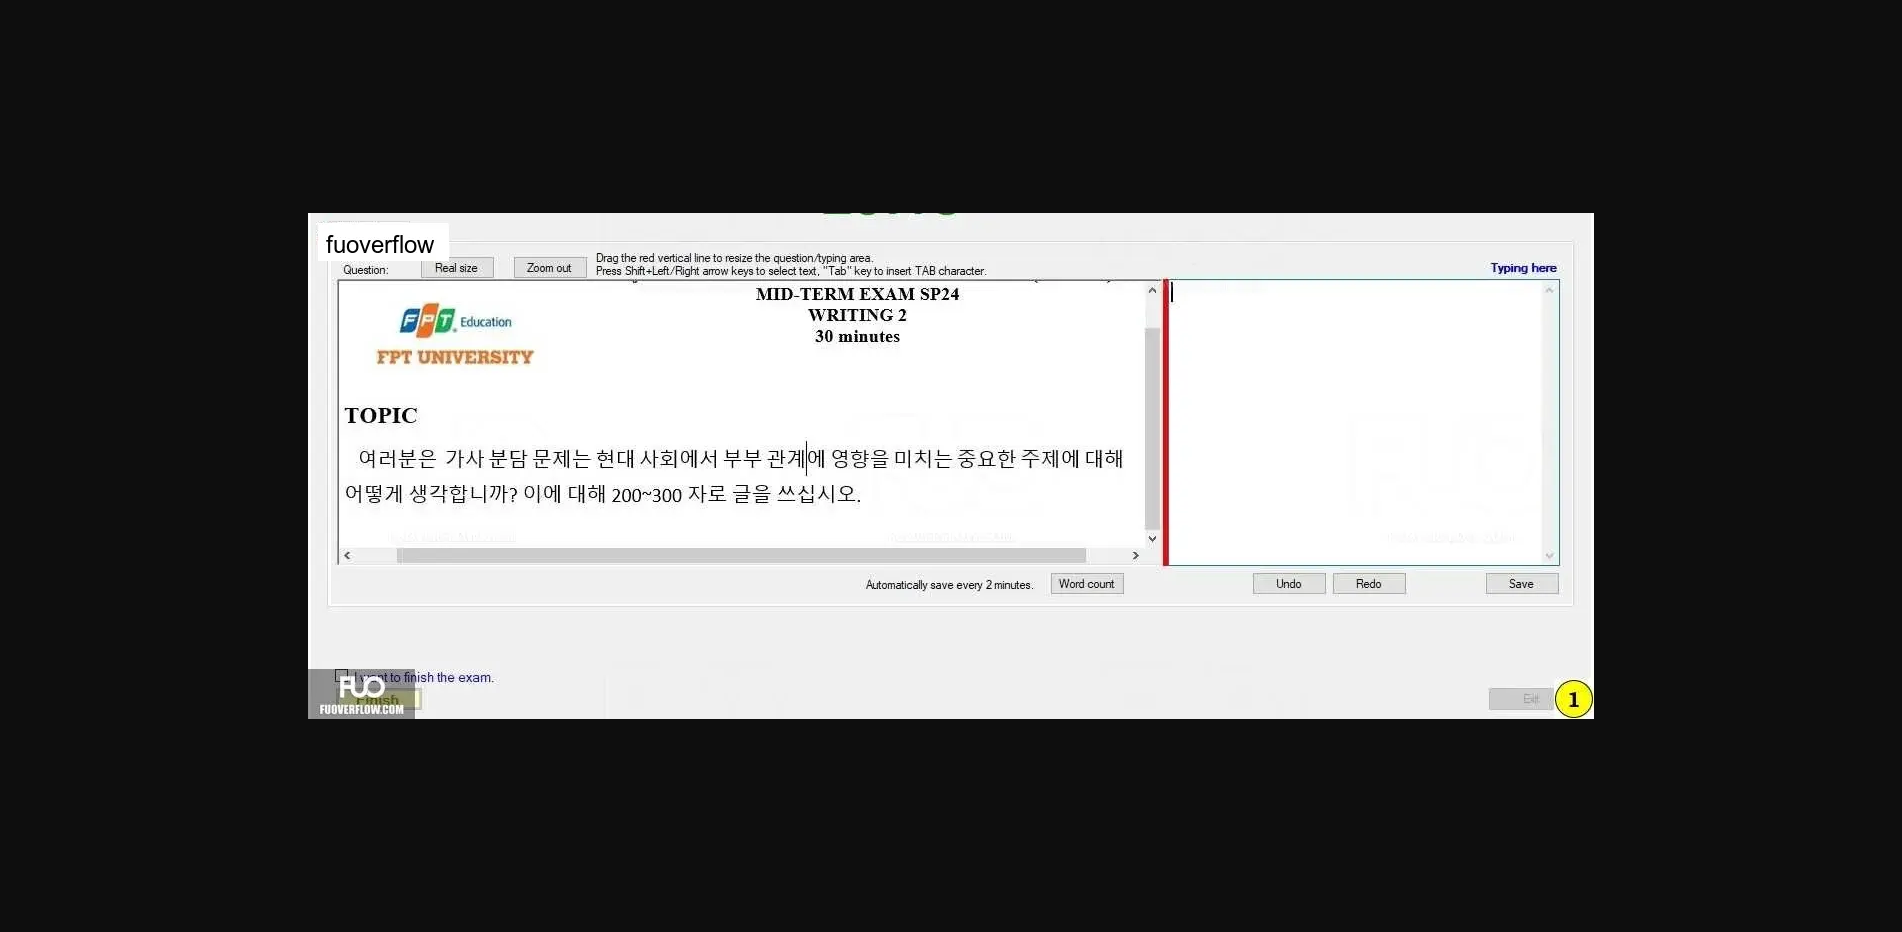 fuoverflow
Question:
Real size
Zoom out
Drag the red vertical line to resize the question/typing area.
Press Shift+Left/Right arrow keys to select text, "Tab" key to insert TAB character.
Typing here
FPT Education
FPT UNIVERSITY
MID-TERM EXAM SP24
WRITING 2
30 minutes
TOPIC
여러분은 가사 분담 문제는 현대 사회에서 부부 관계에 영향을 미치는 중요한 주제에 대해
어떻게 생각합니까? 이에 대해 200~300 자로 글을 쓰십시오.
Automatically save every 2 minutes.
Word count
Undo
Redo
Save
I want to finish the exam.
Finish
FUO
FUOVERFLOW.COM
Exit
1